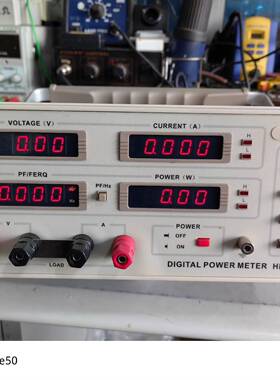 VOLTAGE (V)
CURRENT (A)
0.00
0.000
H
L
PF/FERQ
PF/Hz
POWER (W)
0.000
Hz
00.0
H
L
V
A
LOAD
POWER
OFF
ON
DIGITAL POWER METER
e50